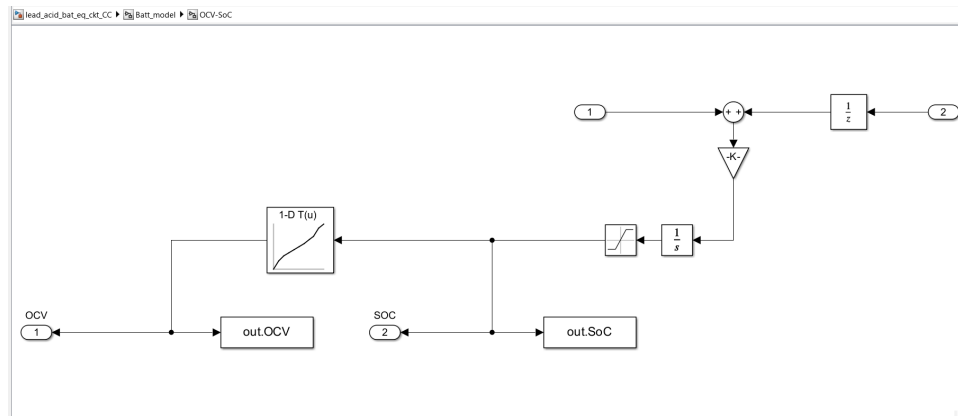 lead_acid_bat_eq_ckt_CC ▶ Batt_model ▶ OCV-SoC
1
+ +
1
z
2
-K-
1-D T(u)
1
s
OCV
1
out.OCV
SOC
2
out.SoC